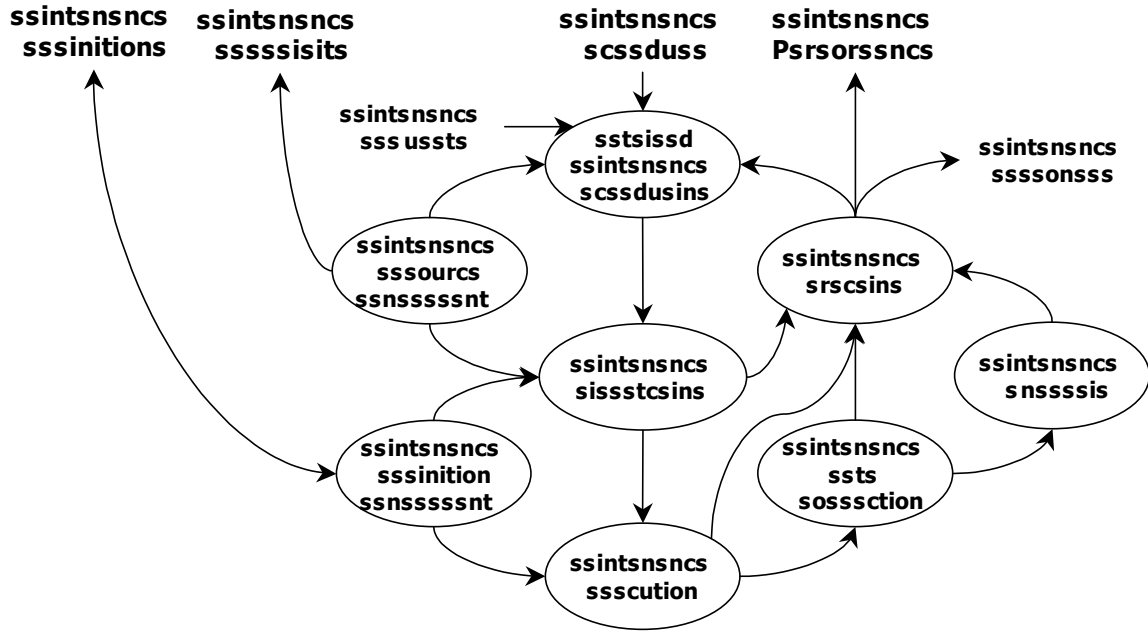 ssintsnsncs
sssinitions
ssintsnsncs
sssssisits
ssintsnsncs
scssduss
ssintsnsncs
Psrsorssncs
ssintsnsncs
sss ussts
sstsissd
ssintsnsncs
scssdusins
ssintsnsncs
ssssonsss
ssintsnsncs
sssourcs
ssnsssssnt
ssintsnsncs
srscsins
ssintsnsncs
sissstcsins
ssintsnsncs
snssssis
ssintsnsncs
sssinition
ssnsssssnt
ssintsnsncs
ssts
sosssction
ssintsnsncs
ssscution